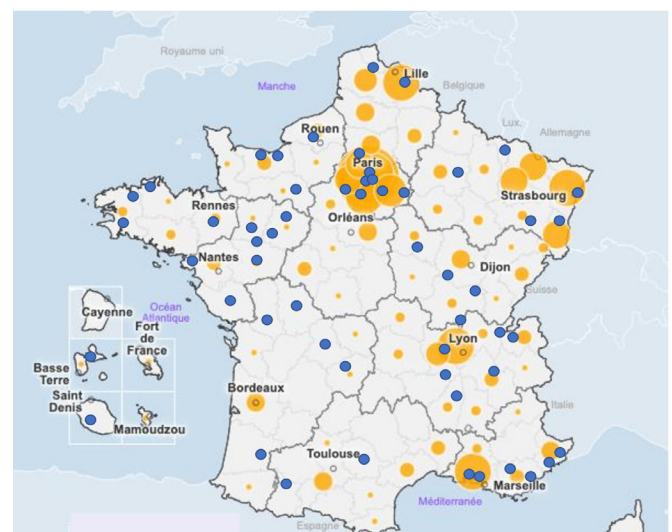 Royaume uni
Manche
Lille
Belgique
Rouen
Lux.
Allemagne
Paris
Strasbourg
Rennes
Orléans
Nantes
Dijon
Suisse
Cayenne
Océan
Atlantique
Fort
de
France
Basse
Terre
Lyon
Saint
Denis
Bordeaux
Mamoudzou
Italie
Toulouse
Marseille
Méditerranée
Espagne